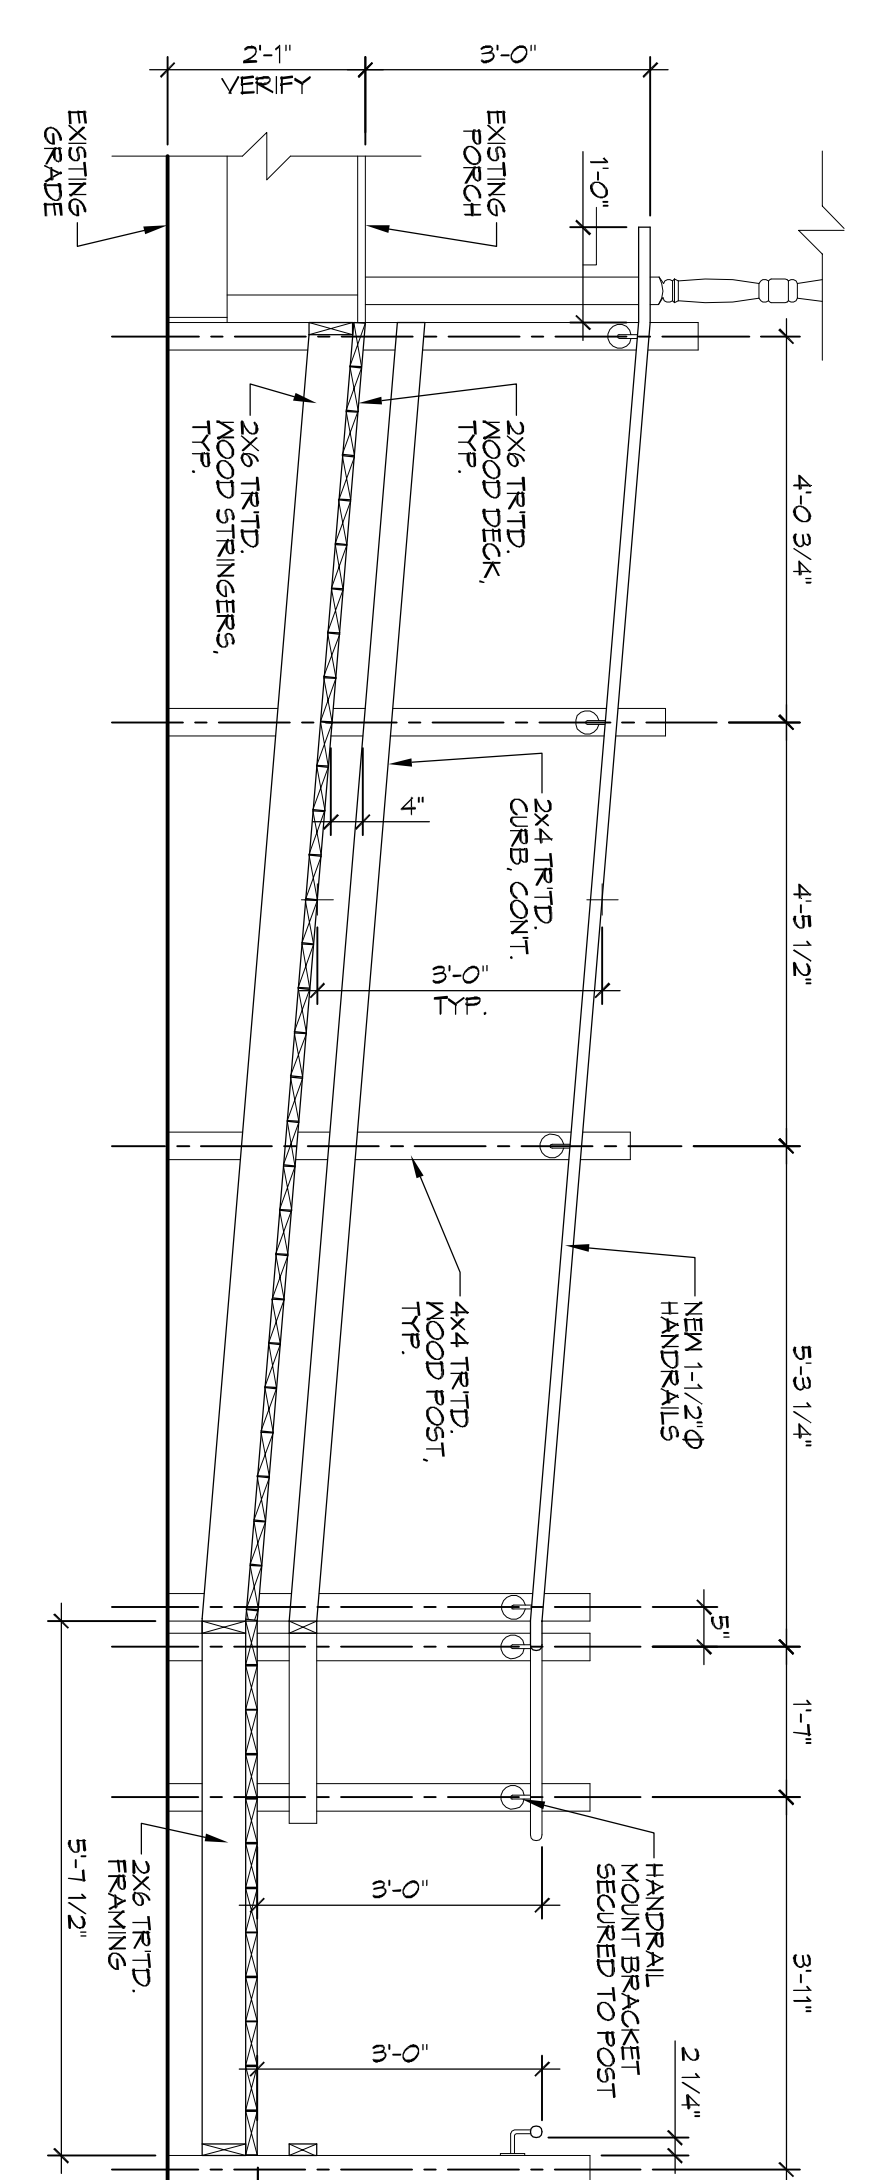 2'-1"
VERIFY
3'-0"
EXISTING
GRADE
EXISTING
PORCH
1'-0"
2X6 TR'TD.
WOOD STRINGERS,
TYP.
2X6 TR'TD.
WOOD DECK,
TYP.
4'-0 3/4"
4"
2X4 TR'TD.
CURB, CON'T.
4'-5 1/2"
3'-0"
TYP.
4X4 TR'TD.
WOOD POST,
TYP.
NEW 1-1/2"Φ
HANDRAILS
5'-3 1/4"
5"
1'-7"
5'-7 1/2"
2X6 TR'TD.
FRAMING
3'-0"
HANDRAIL
MOUNT BRACKET
SECURED TO POST
3'-11"
3'-0"
2 1/4"